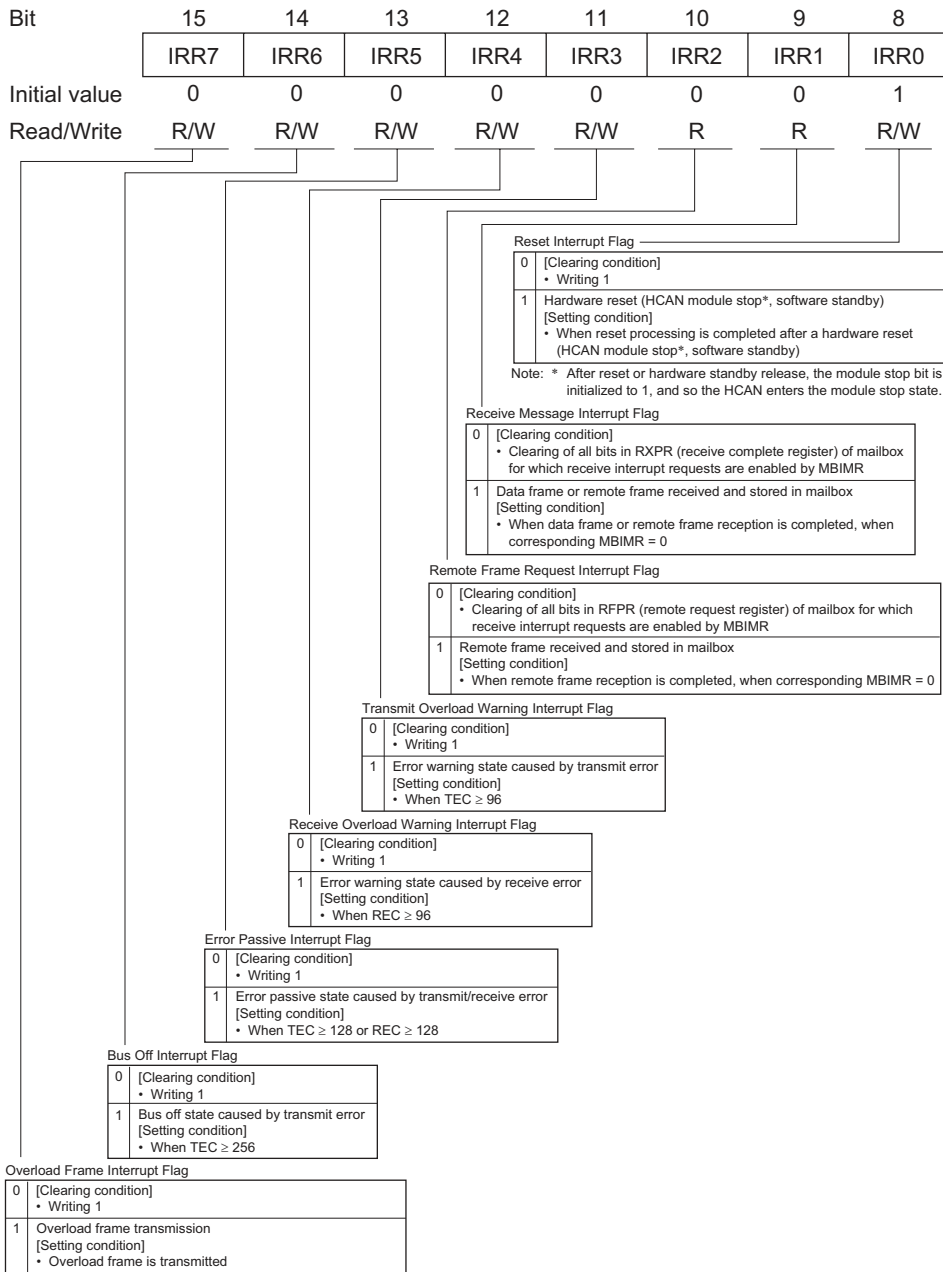 Bit 15 14 13 12 11 10 9 8
IRR7 IRR6 IRR5 IRR4 IRR3 IRR2 IRR1 IRR0
Initial value 0 0 0 0 0 0 0 1
Read/Write R/W R/W R/W R/W R/W R R R/W
Reset Interrupt Flag
0 [Clearing condition]
• Writing 1
1 Hardware reset (HCAN module stop*, software standby)
[Setting condition]
• When reset processing is completed after a hardware reset
(HCAN module stop*, software standby)
Note: * After reset or hardware standby release, the module stop bit is
initialized to 1, and so the HCAN enters the module stop state.
Receive Message Interrupt Flag
0 [Clearing condition]
• Clearing of all bits in RXPR (receive complete register) of mailbox
for which receive interrupt requests are enabled by MBIMR
1 Data frame or remote frame received and stored in mailbox
[Setting condition]
• When data frame or remote frame reception is completed, when
corresponding MBIMR = 0
Remote Frame Request Interrupt Flag
0 [Clearing condition]
• Clearing of all bits in RFPR (remote request register) of mailbox for which
receive interrupt requests are enabled by MBIMR
1 Remote frame received and stored in mailbox
[Setting condition]
• When remote frame reception is completed, when corresponding MBIMR = 0
Transmit Overload Warning Interrupt Flag
0 [Clearing condition]
• Writing 1
1 Error warning state caused by transmit error
[Setting condition]
• When TEC ≥ 96
Receive Overload Warning Interrupt Flag
0 [Clearing condition]
• Writing 1
1 Error warning state caused by receive error
[Setting condition]
• When REC ≥ 96
Error Passive Interrupt Flag
0 [Clearing condition]
• Writing 1
1 Error passive state caused by transmit/receive error
[Setting condition]
• When TEC ≥ 128 or REC ≥ 128
Bus Off Interrupt Flag
0 [Clearing condition]
• Writing 1
1 Bus off state caused by transmit error
[Setting condition]
• When TEC ≥ 256
Overload Frame Interrupt Flag
0 [Clearing condition]
• Writing 1
1 Overload frame transmission
[Setting condition]
• Overload frame is transmitted